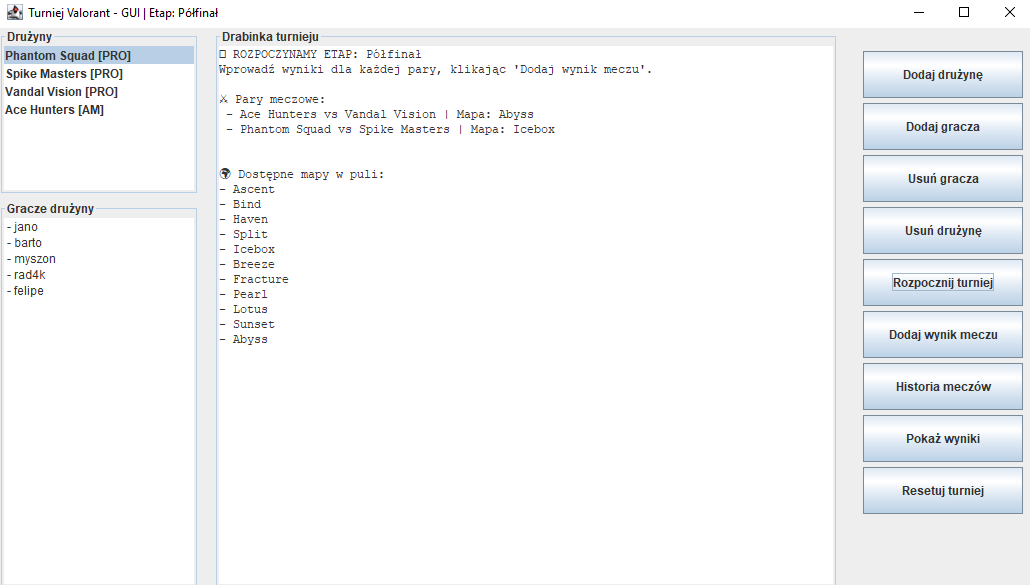 Turniej Valorant - GUI | Etap: Półfinał
Drużyny
Phantom Squad [PRO]
Spike Masters [PRO]
Vandal Vision [PRO]
Ace Hunters [AM]
Gracze drużyny
- jano
- barto
- myszon
- rad4k
- felipe
Drabinka turnieju
ROZPOCZYNAMY ETAP: Półfinał
Wprowadź wyniki dla każdej pary, klikając 'Dodaj wynik meczu'.
⚔ Pary meczowe:
- Ace Hunters vs Vandal Vision | Mapa: Abyss
- Phantom Squad vs Spike Masters | Mapa: Icebox
🌍 Dostępne mapy w puli:
- Ascent
- Bind
- Haven
- Split
- Icebox
- Breeze
- Fracture
- Pearl
- Lotus
- Sunset
- Abyss
Dodaj drużynę
Dodaj gracza
Usuń gracza
Usuń drużynę
Rozpocznij turniej
Dodaj wynik meczu
Historia meczów
Pokaż wyniki
Resetuj turniej